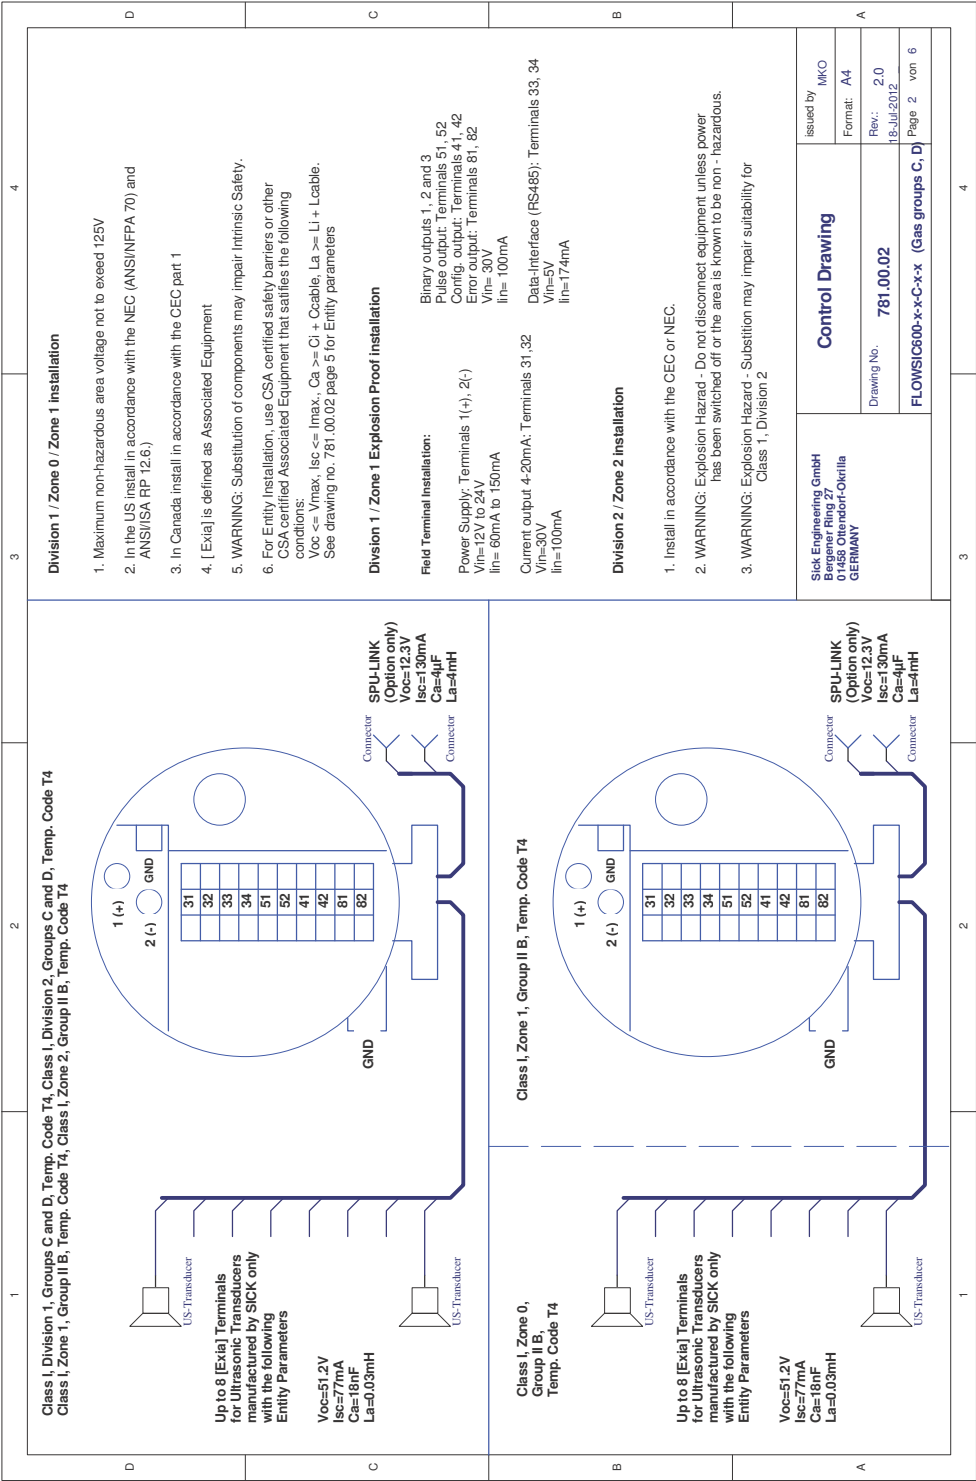 1
2
3
4
D
C
B
A
Class I, Division 1, Groups C and D, Temp. Code T4, Class I, Division 2, Groups C and D, Temp. Code T4
Class I, Zone 1, Group II B, Temp. Code T4, Class I, Zone 2, Group II B, Temp. Code T4
US-Transducer
Up to 8 [Exia] Terminals
for Ultrasonic Transducers
manufactured by SICK only
with the following
Entity Parameters
Voc=51.2V
Isc=77mA
Ca=18nF
La=0.03mH
US-Transducer
1 (+)
2 (-)
GND
31
32
33
34
51
52
41
42
81
82
GND
Connector
Connector
SPU-LINK
(Option only)
Voc=12.3V
Isc=130mA
Ca=4µF
La=4mH
Class I, Zone 0,
Group II B,
Temp. Code T4
Class I, Zone 1, Group II B, Temp. Code T4
US-Transducer
Up to 8 [Exia] Terminals
for Ultrasonic Transducers
manufactured by SICK only
with the following
Entity Parameters
Voc=51.2V
Isc=77mA
Ca=18nF
La=0.03mH
US-Transducer
1 (+)
2 (-)
GND
31
32
33
34
51
52
41
42
81
82
GND
Connector
Connector
SPU-LINK
(Option only)
Voc=12.3V
Isc=130mA
Ca=4µF
La=4mH
Division 1 / Zone 0 / Zone 1 installation
1. Maximum non-hazardous area voltage not to exceed 125V
2. In the US install in accordance with the NEC (ANSI/NFPA 70) and
ANSI/ISA RP 12.6.)
3. In Canada install in accordance with the CEC part 1
4. [ Exia] is defined as Associated Equipment
5. WARNING: Substitution of components may impair Intrinsic Safety.
6. For Entity Installation, use CSA certified safety barriers or other
CSA certified Associated Equipment that satifies the following
condtions:
Voc <= Vmax, Isc <= Imax., Ca >= Ci + Ccable, La >= Li + Lcable.
See drawing no. 781.00.02 page 5 for Entity parameters
Divsion 1 / Zone 1 Explosion Proof installation
Field Terminal Installation:
Power Supply: Terminals 1(+), 2(-)
Vin=12V to 24V
Iin= 60mA to 150mA
Current output 4-20mA: Terminals 31,32
Vin=30V
Iin=100mA
Binary outputs 1, 2 and 3
Pulse output: Terminals 51, 52
Config. output: Terminals 41, 42
Error output: Terminals 81, 82
Vin= 30V
Iin= 100mA
Data-Interface (RS485): Terminals 33, 34
Vin=5V
Iin=174mA
Division 2 / Zone 2 installation
1. Install in accordance with the CEC or NEC.
2. WARNING: Explosion Hazrad - Do not disconnect equipment unless power
has been switched off or the area is known to be non - hazardous.
3. WARNING: Explosion Hazard - Substition may impair suitability for
Class 1, Division 2
Sick Engineering GmbH
Bergener Ring 27
01458 Ottendorf-Okrilla
GERMANY
Control Drawing
Drawing No. 781.00.02
FLOWSIC600-x-x-C-x-x (Gas groups C, D)
issued by
MKO
Format: A4
Rev.: 2.0
18-Jul-2012
Page 2 von 6
D
C
B
A
1
2
3
4